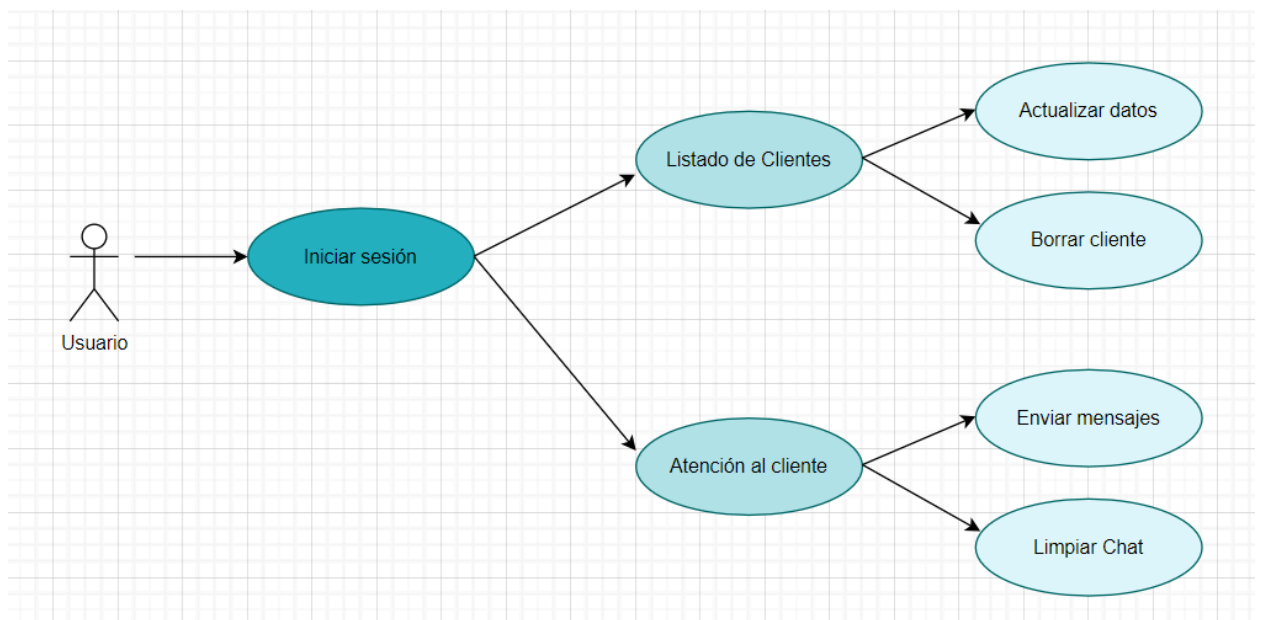 Usuario
Iniciar sesión
Listado de Clientes
Actualizar datos
Borrar cliente
Atención al cliente
Enviar mensajes
Limpiar Chat